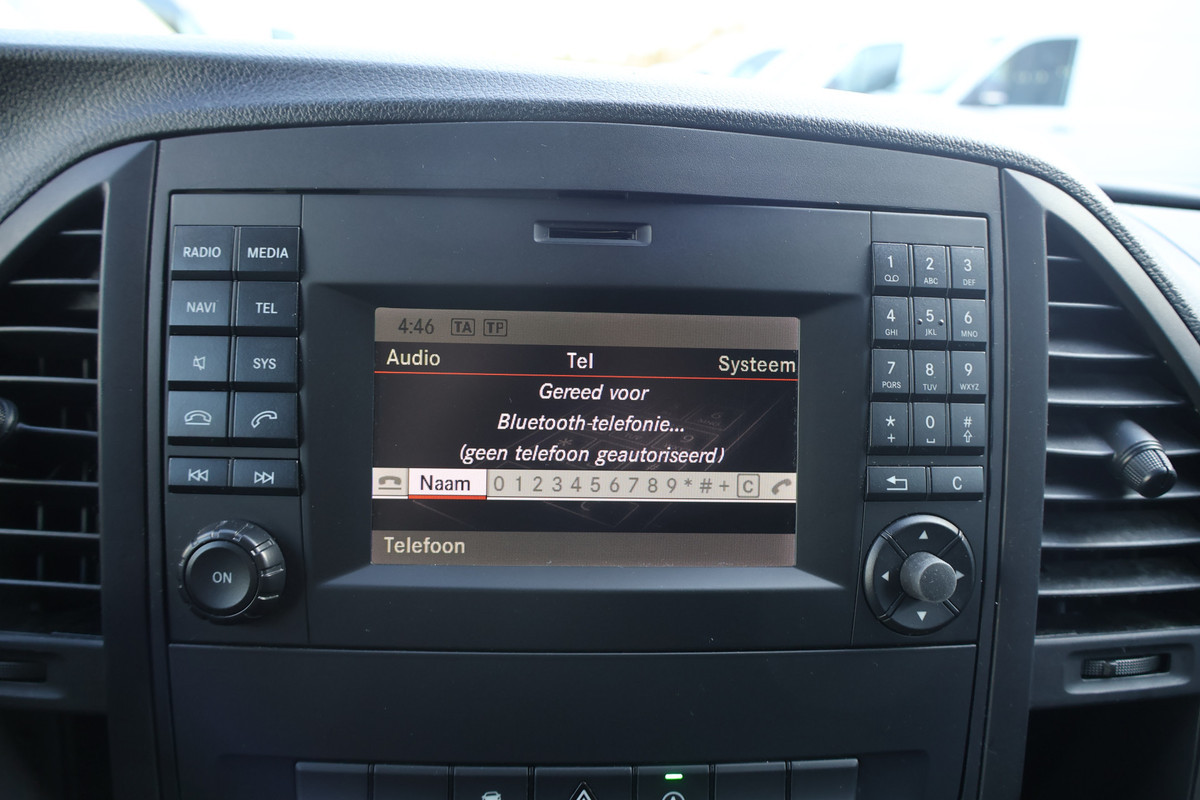 RADIO MEDIA
NAVI TEL
SYS
ON
4:46 TA TP
Audio Tel Systeem
Gereed voor
Bluetooth-telefonie...
(geen telefoon geautoriseerd)
Naam 0 1 2 3 4 5 6 7 8 9 * # + C
Telefoon
1 2 3
ABC DEF
4 5 6
GHI JKL MNO
7 8 9
PQRS TUV WXYZ
* 0 #
+
C